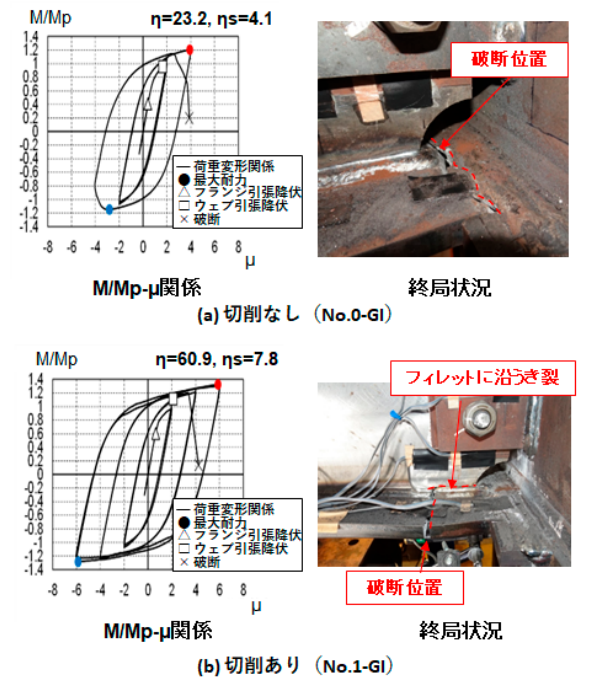 M/Mp
η=23.2, ηs=4.1
1.4
1.2
1
0.8
0.6
0.4
0.2
0
-0.2
-0.4
-0.6
-0.8
-1
-1.2
-1.4
荷重変形関係
最大耐力
フランジ引張降伏
ウェブ引張降伏
× 破断
-8 -6 -4 -2 0 2 4 6 8
μ
破断位置
M/Mp-μ関係
終局状況
(a) 切削なし（No.0-GI）
M/Mp
η=60.9, ηs=7.8
1.4
1.2
1
0.8
0.6
0.4
0.2
0
-0.2
-0.4
-0.6
-0.8
-1
-1.2
-1.4
荷重変形関係
最大耐力
フランジ引張降伏
ウェブ引張降伏
× 破断
-8 -6 -4 -2 0 2 4 6 8
μ
フィレットに沿うき裂
破断位置
M/Mp-μ関係
終局状況
(b) 切削あり（No.1-GI）